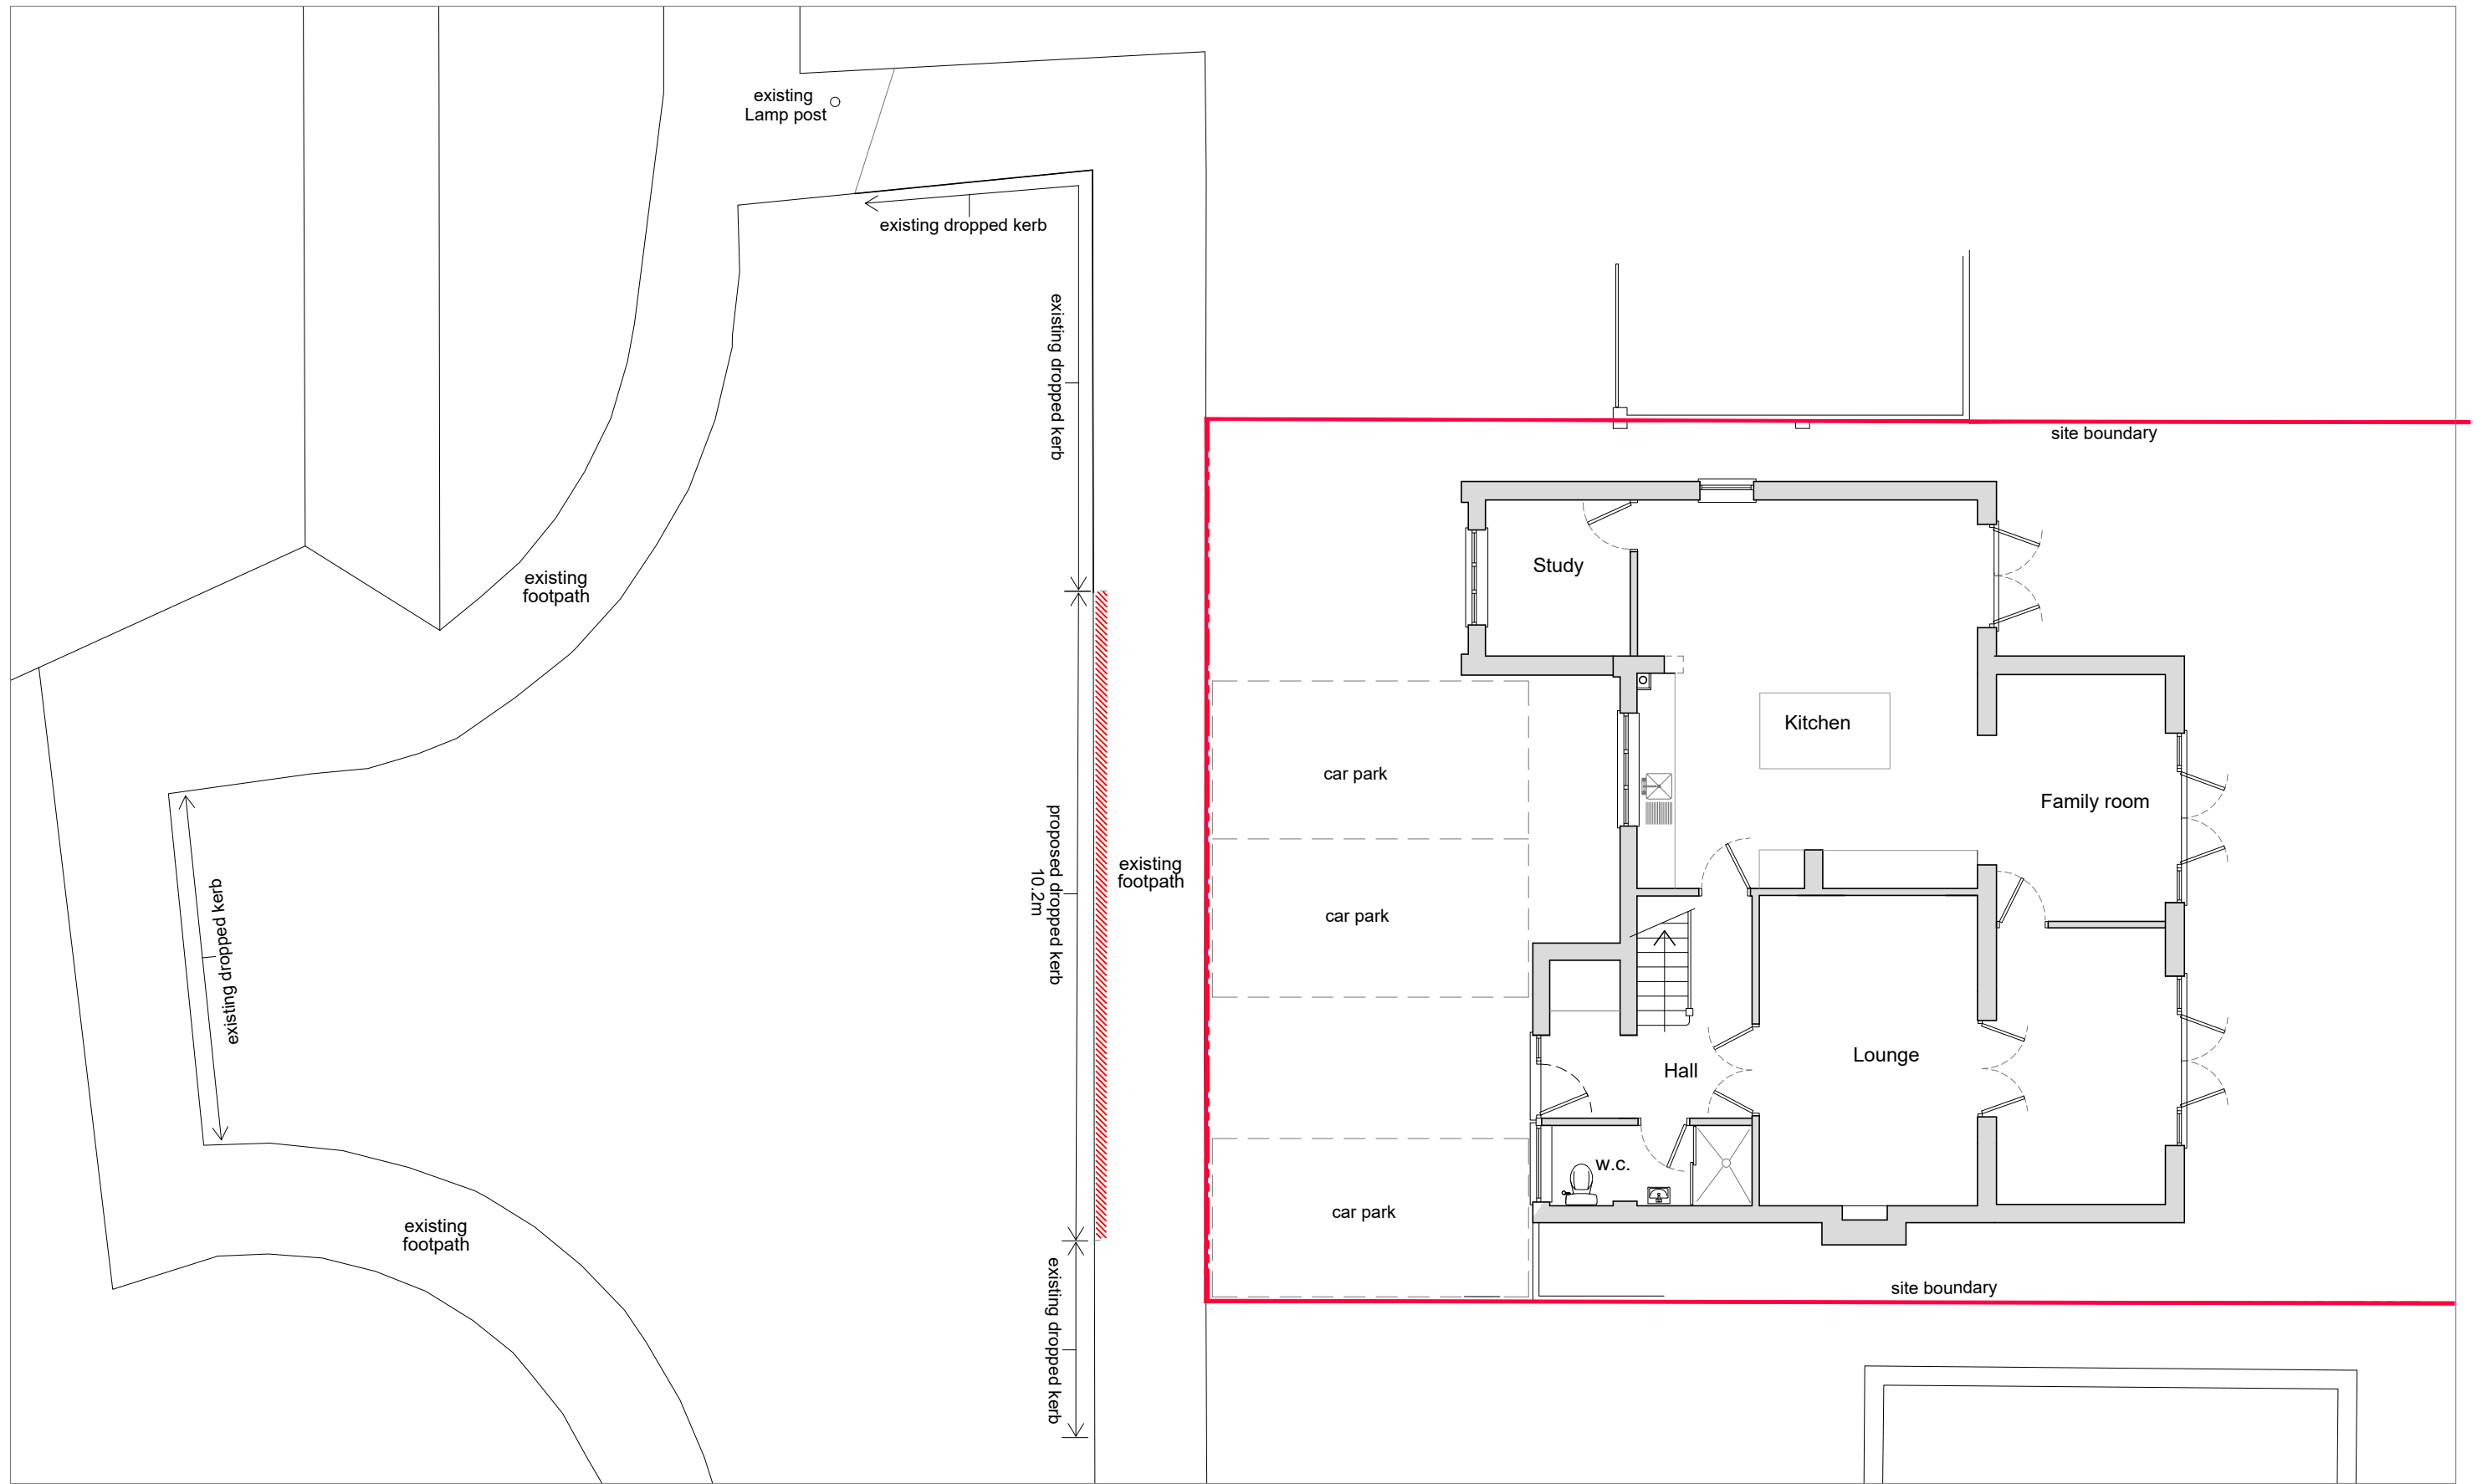 existing
Lamp post
existing dropped kerb
existing dropped kerb
site boundary
existing
footpath
Study
Kitchen
car park
Family room
proposed dropped kerb
10.2m
existing
footpath
existing dropped kerb
car park
Hall
Lounge
w.c.
car park
existing
footpath
existing dropped kerb
site boundary